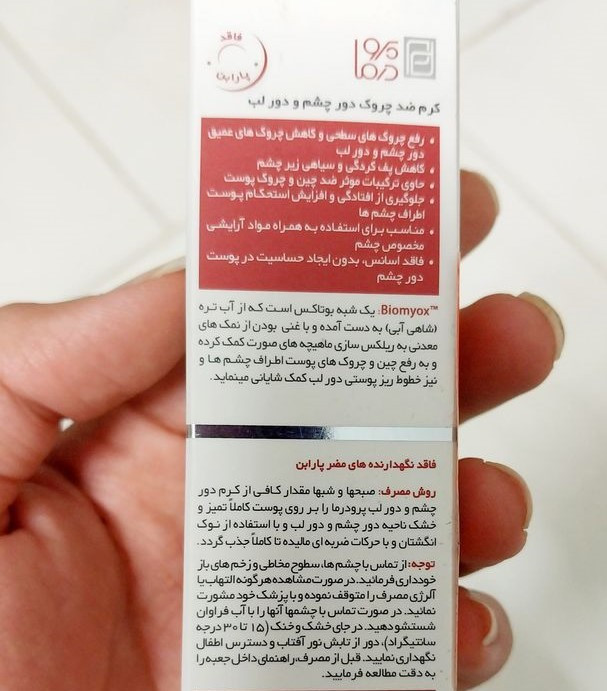 فاقد
پارابن
پرو
درما
کرم ضد چروک دور چشم و دور لب
• رفع چروک های سطحی و کاهش چروک های عمیق
دور چشم و دور لب
• کاهش پف کردگی و سیاهی زیر چشم
• حاوی ترکیبات موثر ضد چین و چروک پوست
• جلوگیری از افتادگی و افزایش استحکام پوست
اطراف چشم ها
• مناسب برای استفاده به همراه مواد آرایشی
مخصوص چشم
• فاقد اسانس، بدون ایجاد حساسیت در پوست
دور چشم
Biomyox™: یک شبه بوتاکس است که از آب تره
(شاهی آبی) به دست آمده و با غنی بودن از نمک های
معدنی به ریلکس سازی ماهیچه های صورت کمک کرده
و به رفع چین و چروک های پوست اطراف چشم ها و
نیز خطوط ریز پوستی دور لب کمک شایانی مینماید.
فاقد نگهدارنده های مضر پارابن
روش مصرف: صبحها و شبها مقدار کافی از کرم دور
چشم و دور لب پرودرما را بر روی پوست کاملاً تمیز و
خشک ناحیه دور چشم و دور لب و با استفاده از نوک
انگشتان و با حرکات ضربه ای مالیده تا کاملاً جذب گردد.
توجه: از تماس با چشم ها، سطوح مخاطی و زخم های باز
خودداری فرمائید. در صورت مشاهده هرگونه التهاب یا
آلرژی مصرف را متوقف نموده و با پزشک خود مشورت
نمائید. در صورت تماس با چشمها آنها را با آب فراوان
شستشو دهید. در جای خشک و خنک (۱۵ تا ۳۰ درجه
سانتیگراد)، دور از تابش نور آفتاب و دسترس اطفال
نگهداری نمایید. قبل از مصرف، راهنمای داخل جعبه را
به دقت مطالعه فرمایید.